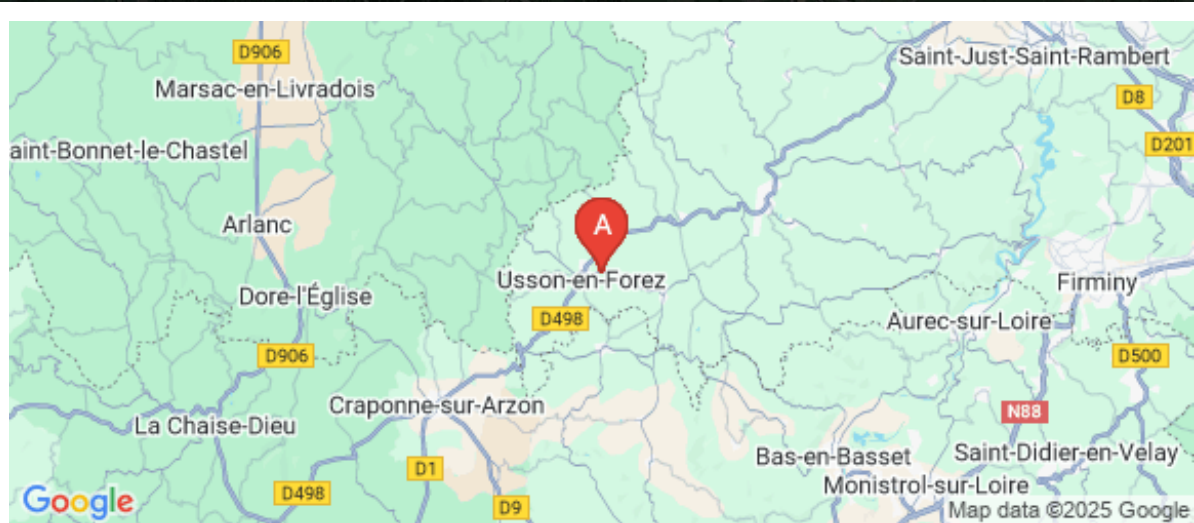 D906
Saint-Just-Saint-Rambert
Marsac-en-Livradois
D8
D201
aint-Bonnet-le-Chastel
Arlanc
A
Usson-en-Forez
Firminy
Dore-l'Église
D498
Aurec-sur-Loire
D906
D500
Craponne-sur-Arzon
N88
La Chaise-Dieu
Bas-en-Basset
Saint-Didier-en-Velay
D1
Monistrol-sur-Loire
D498
D9
Google
Map data ©2025 Google